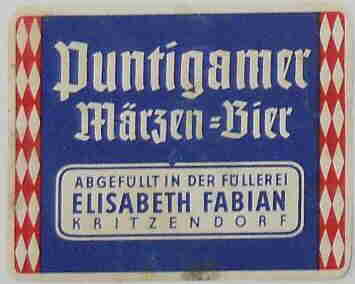 Puntigamer
Märzen=Bier
ABGEFÜLLT IN DER FÜLLEREI
ELISABETH FABIAN
KRITZENDORF